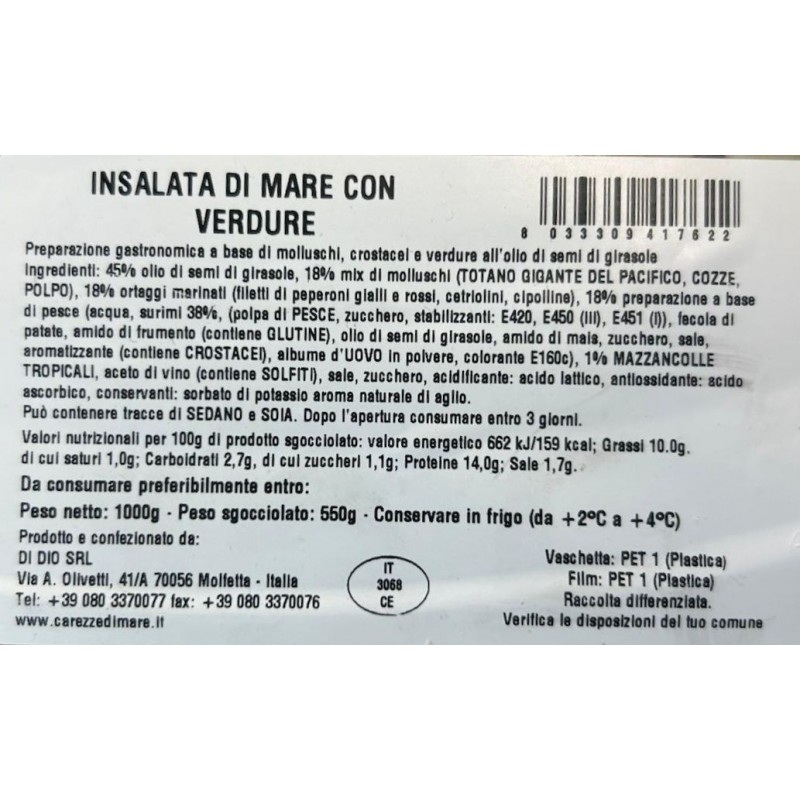 INSALATA DI MARE CON
VERDURE
8 033309 417622
Preparazione gastronomica a base di molluschi, crostacei e verdure all'olio di semi di girasole
Ingredienti: 45% olio di semi di girasole, 18% mix di molluschi (TOTANO GIGANTE DEL PACIFICO, COZZE,
POLPO), 18% ortaggi marinati (filetti di peperoni gialli e rossi, cetriolini, cipolline), 18% preparazione a base
di pesce (acqua, surimi 38%, (polpa di PESCE, zucchero, stabilizzanti: E420, E450 (III), E451 (I)), fecola di
patate, amido di frumento (contiene GLUTINE), olio di semi di girasole, amido di mais, zucchero, sale,
aromatizzante (contiene CROSTACEI), albume d'UOVO in polvere, colorante E160c), 1% MAZZANCOLLE
TROPICALI, aceto di vino (contiene SOLFITI), sale, zucchero, acidificante: acido lattico, antiossidante: acido
ascorbico, conservanti: sorbato di potassio aroma naturale di aglio.
Può contenere tracce di SEDANO e SOIA. Dopo l'apertura consumare entro 3 giorni.
Valori nutrizionali per 100g di prodotto sgocciolato: valore energetico 662 kJ/159 kcal; Grassi 10.0g,
di cui saturi 1,0g; Carboidrati 2,7g, di cui zuccheri 1,1g; Proteine 14,0g; Sale 1,7g.
Da consumare preferibilmente entro:
Peso netto: 1000g - Peso sgocciolato: 550g - Conservare in frigo (da +2ºC a +4ºC)
Prodotto e confezionato da:
DI DIO SRL
Via A. Olivetti, 41/A 70056 Molfetta - Italia
Tel: +39 080 3370077 fax: +39 080 3370076
www.carezzedimare.it
IT
3068
CE
Vaschetta: PET 1 (Plastica)
Film: PET 1 (Plastica)
Raccolta differenziata.
Verifica le disposizioni del tuo comune